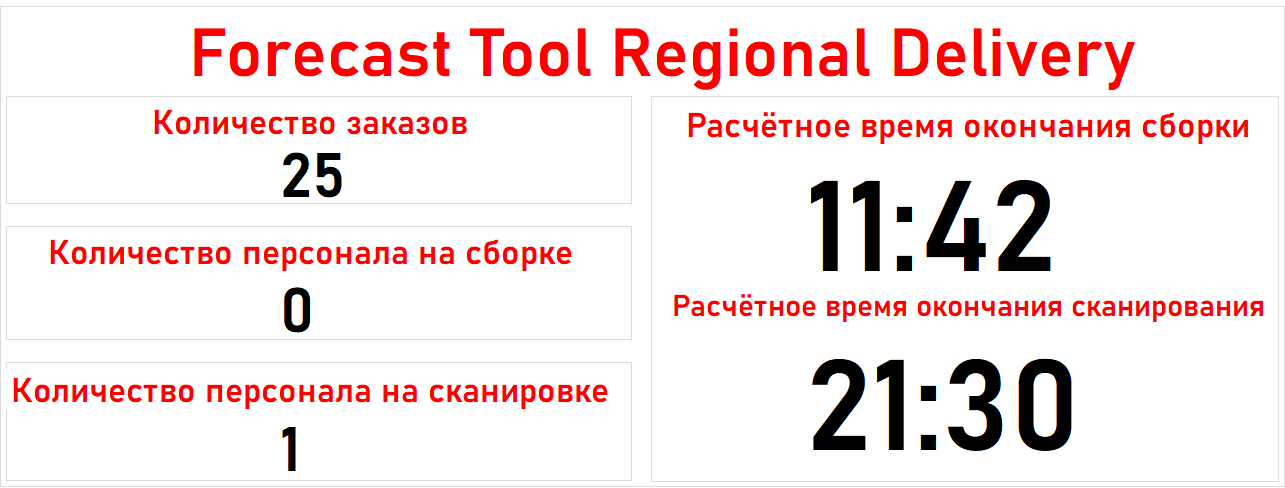 Forecast Tool Regional Delivery
Количество заказов
25
Количество персонала на сборке
0
Количество персонала на сканировке
1
Расчётное время окончания сборки
11:42
Расчётное время окончания сканирования
21:30